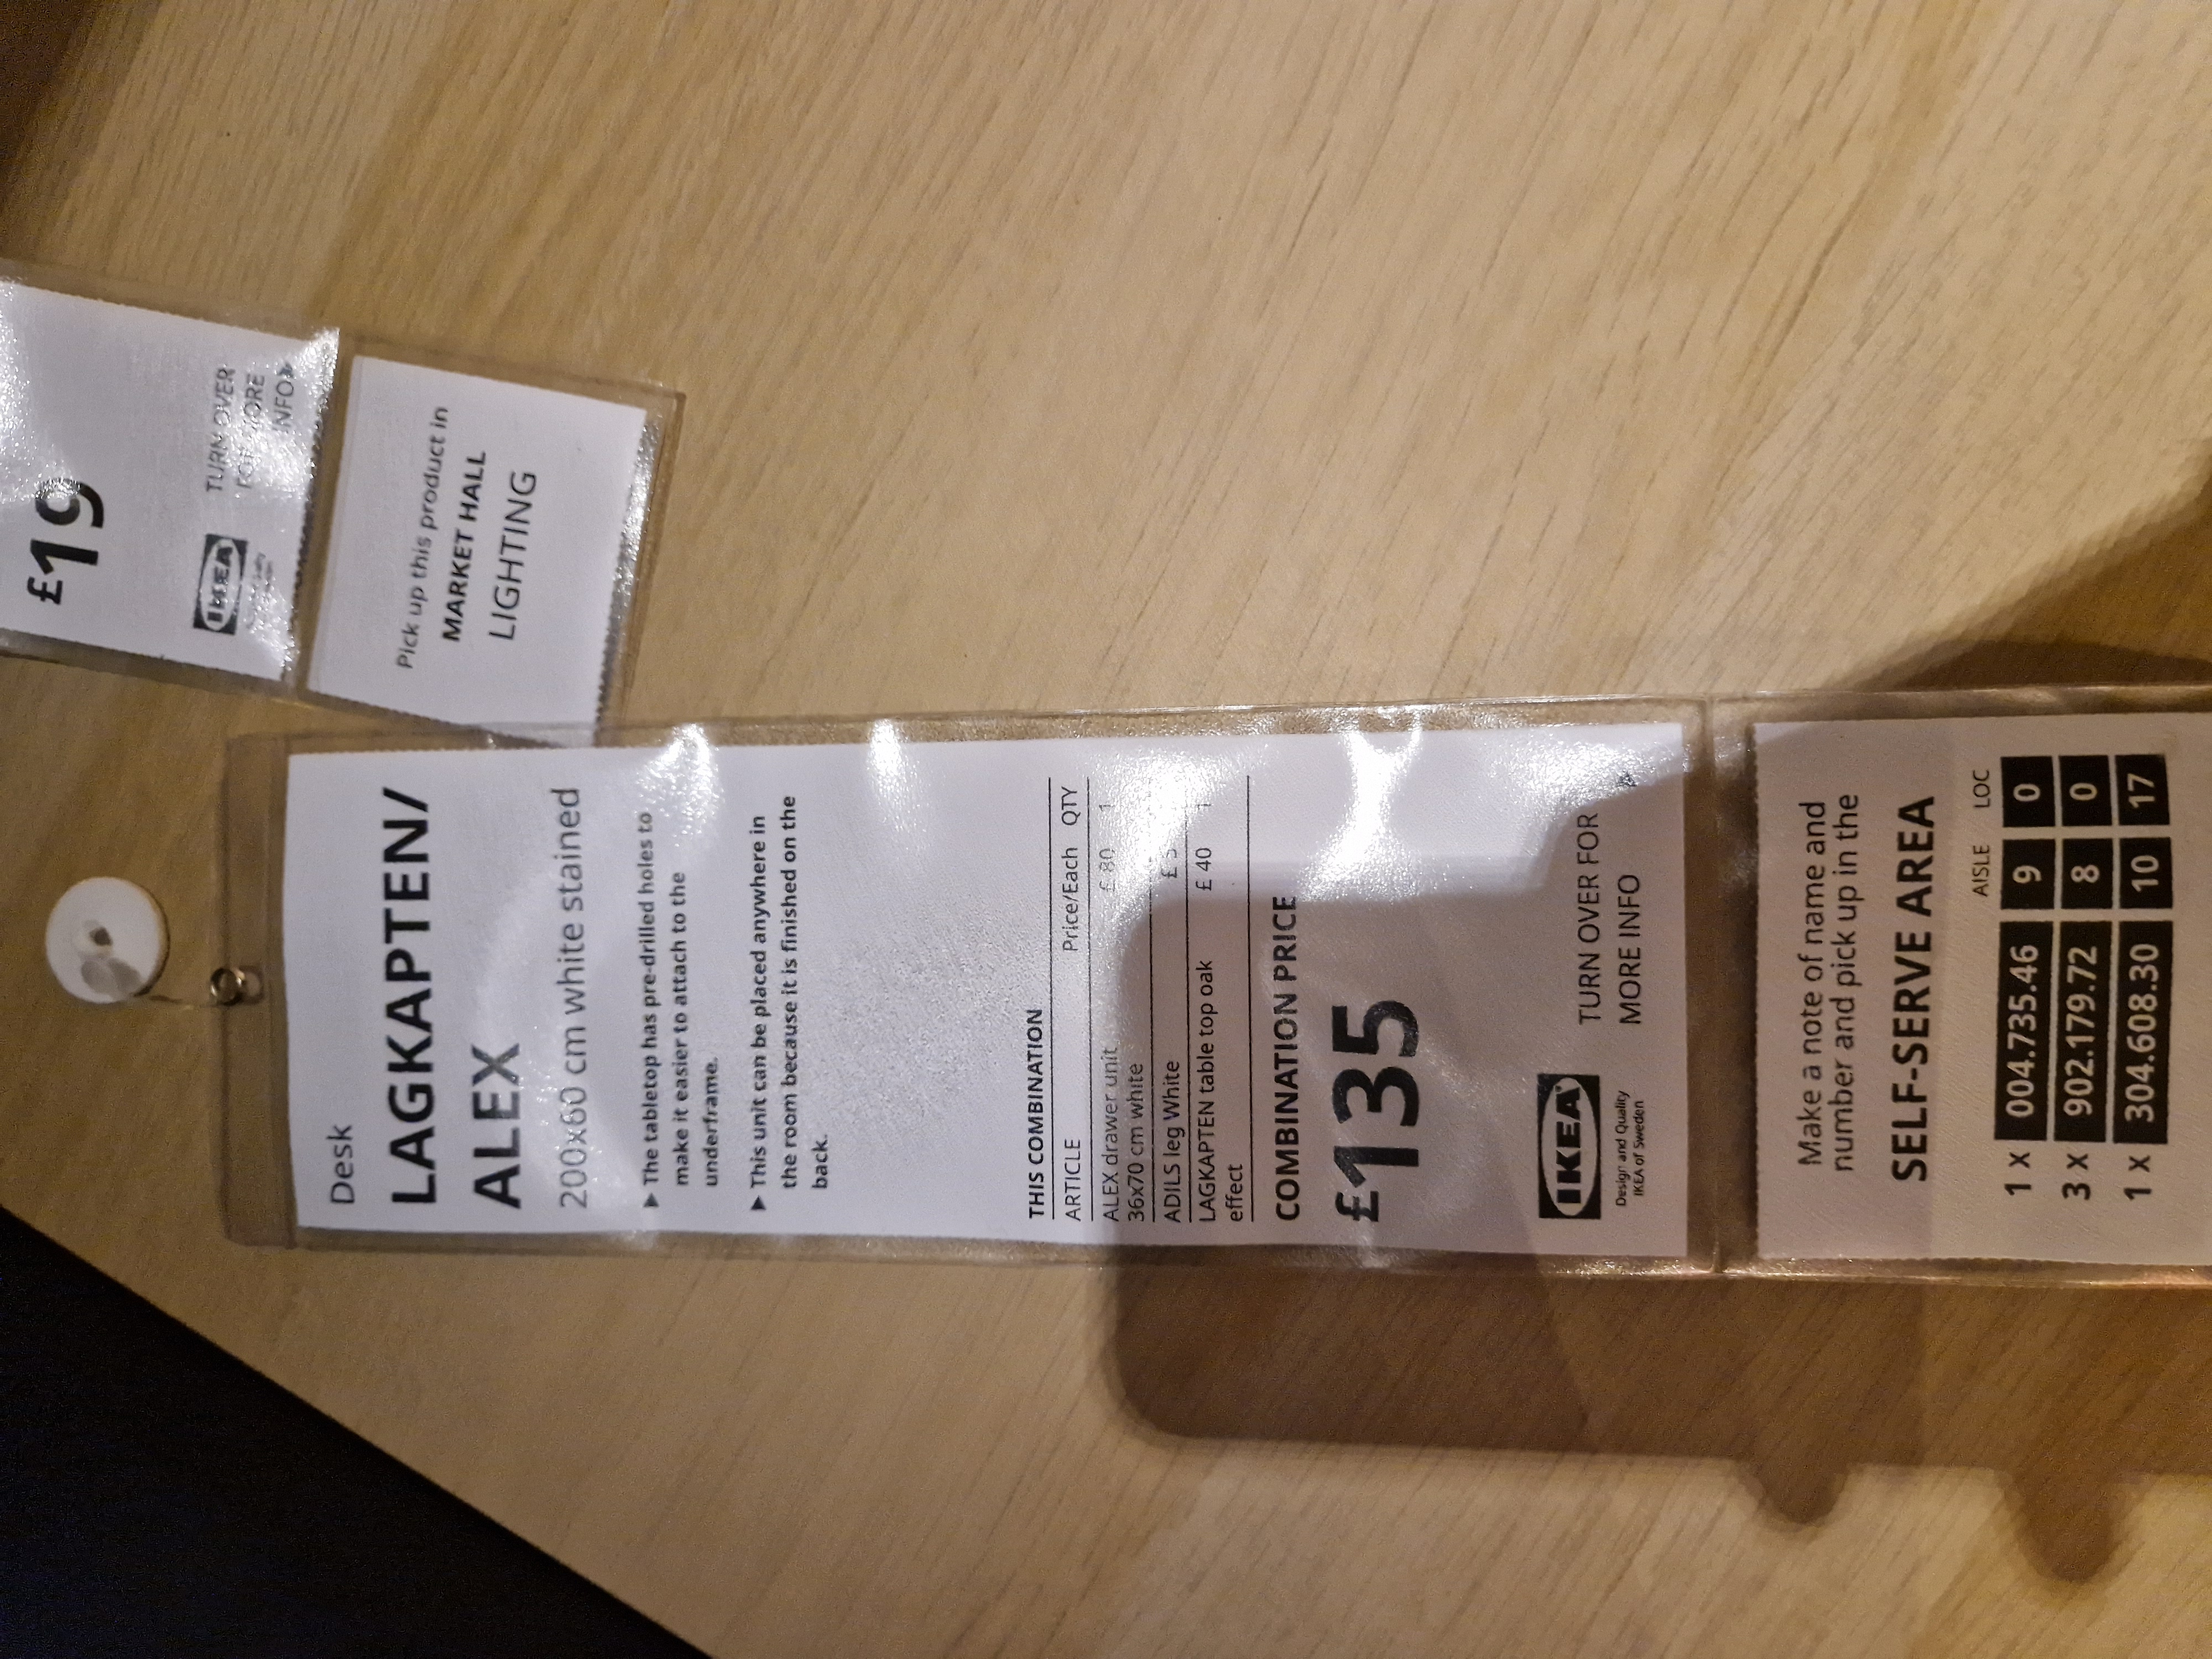 Desk
LAGKAPTEN/
ALEX
200x60 cm white stained
▶ The tabletop has pre-drilled holes to
make it easier to attach to the
underframe.
▶ This unit can be placed anywhere in
the room because it is finished on the
back.
THIS COMBINATION
ARTICLE Price/Each QTY
ALEX drawer unit £ 80 1
36x70 cm white
ADILS leg White £ 5
LAGKAPTEN table top oak £ 40 1
effect
COMBINATION PRICE
£135
IKEA
Design and Quality
IKEA of Sweden
TURN OVER FOR
MORE INFO
Make a note of name and
number and pick up in the
SELF-SERVE AREA
AISLE LOC
1 x 004.735.46 9 0
3 x 902.179.72 8 0
1 x 304.608.30 10 17
£19
IKEA
TURN OVER
FOR MORE
INFO
Pick up this product in
MARKET HALL
LIGHTING